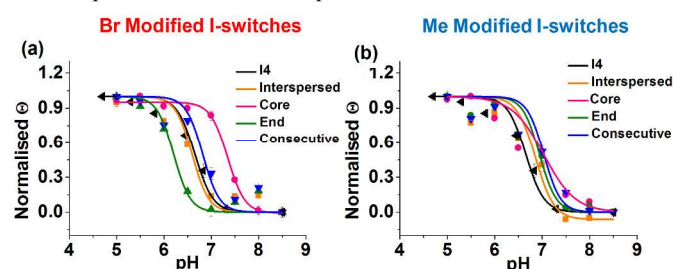 Br Modified I-switches
Me Modified I-switches
(a)
Normalised Θ
1.2
0.9
0.6
0.3
0.0
4 5 6 7 8 9
pH
I4
Interspersed
Core
End
Consecutive
(b)
Normalised Θ
1.2
0.9
0.6
0.3
0.0
4 5 6 7 8 9
pH
I4
Interspersed
Core
End
Consecutive